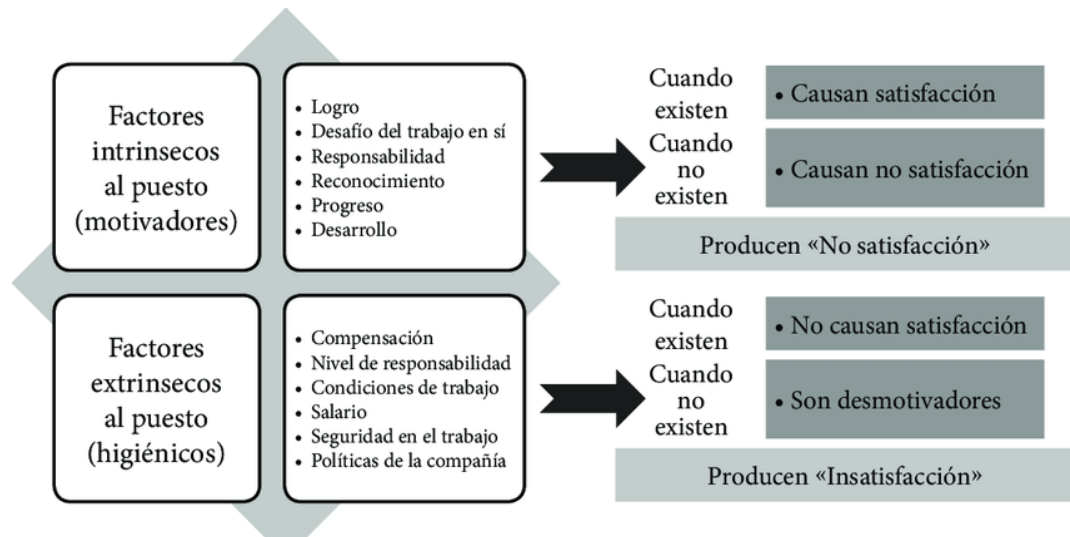 Factores
intrinsecos
al puesto
(motivadores)
• Logro
• Desafío del trabajo en sí
• Responsabilidad
• Reconocimiento
• Progreso
• Desarrollo
Cuando
existen
• Causan satisfacción
Cuando
no
existen
• Causan no satisfacción
Producen «No satisfacción»
Factores
extrinsecos
al puesto
(higiénicos)
• Compensación
• Nivel de responsabilidad
• Condiciones de trabajo
• Salario
• Seguridad en el trabajo
• Políticas de la compañía
Cuando
existen
• No causan satisfacción
Cuando
no
existen
• Son desmotivadores
Producen «Insatisfacción»